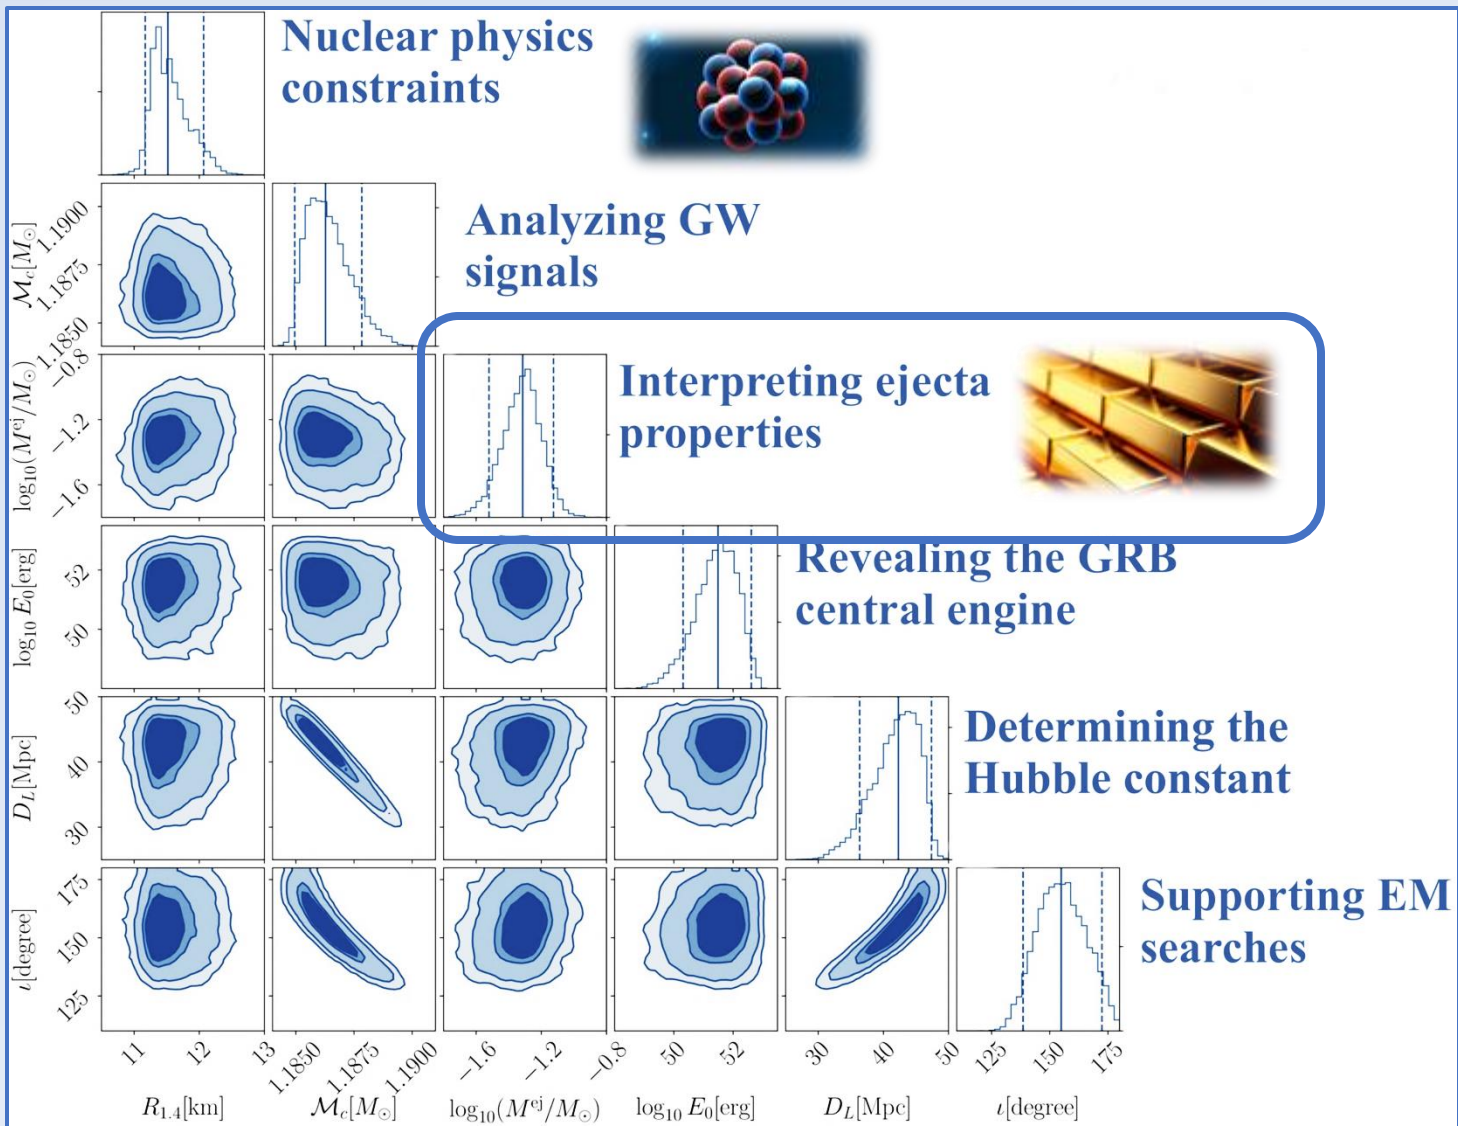 Nuclear physics
constraints
Analyzing GW
signals
Interpreting ejecta
properties
Revealing the GRB
central engine
Determining the
Hubble constant
Supporting EM
searches
ℳc[M⊙]
1.1900
1.1875
1.1850
log10(M^ej/M⊙)
−0.8
−1.2
−1.6
log10 E0[erg]
52
50
DL[Mpc]
50
40
30
ι[degree]
175
150
125
11 12 13
1.1850 1.1875 1.1900
−1.6 −1.2 −0.8
50 52
30 40 50
125 150 175
R1.4[km] ℳc[M⊙] log10(M^ej/M⊙) log10 E0[erg] DL[Mpc] ι[degree]